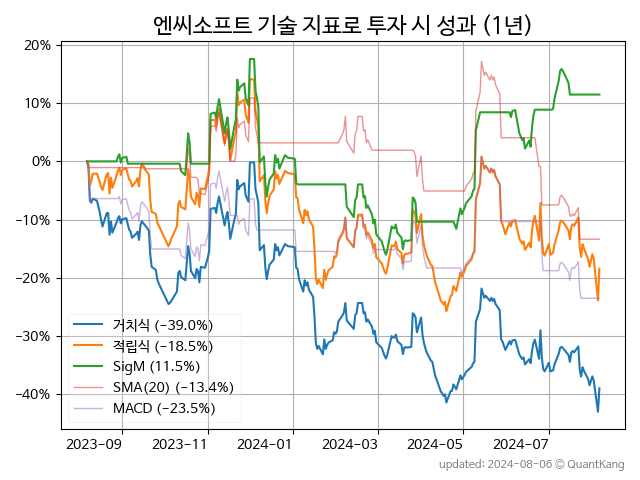 엔씨소프트 기술 지표로 투자 시 성과 (1년)
20%
10%
0%
−10%
−20%
−30%
−40%
거치식 (−39.0%)
적립식 (−18.5%)
SigM (11.5%)
SMA(20) (−13.4%)
MACD (−23.5%)
2023-09 2023-11 2024-01 2024-03 2024-05 2024-07
updated: 2024-08-06 © QuantKang